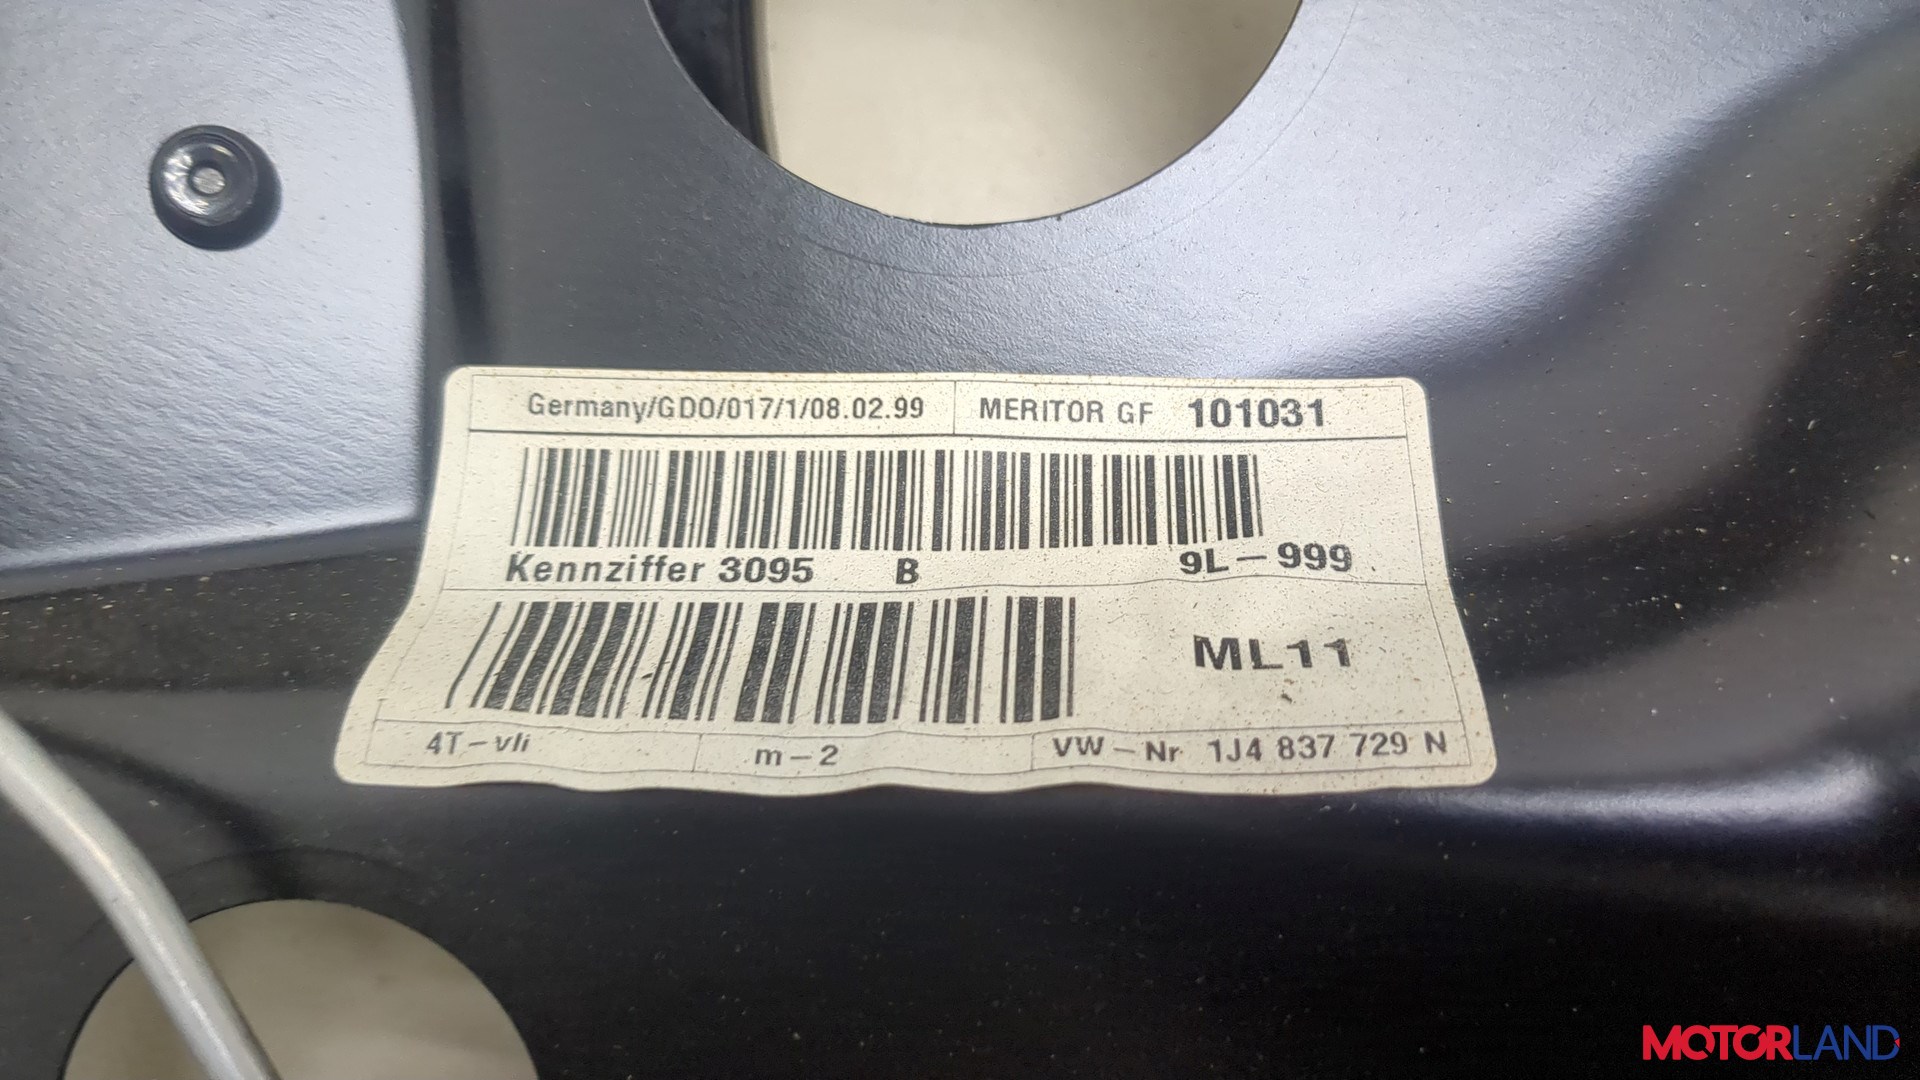 Germany/GDO/017/1/08.02.99 MERITOR GF 101031
Kennziffer 3095 B 9L-999
ML11
4T-vli m-2 VW-Nr 1J4 837 729 N
MOTORLAND